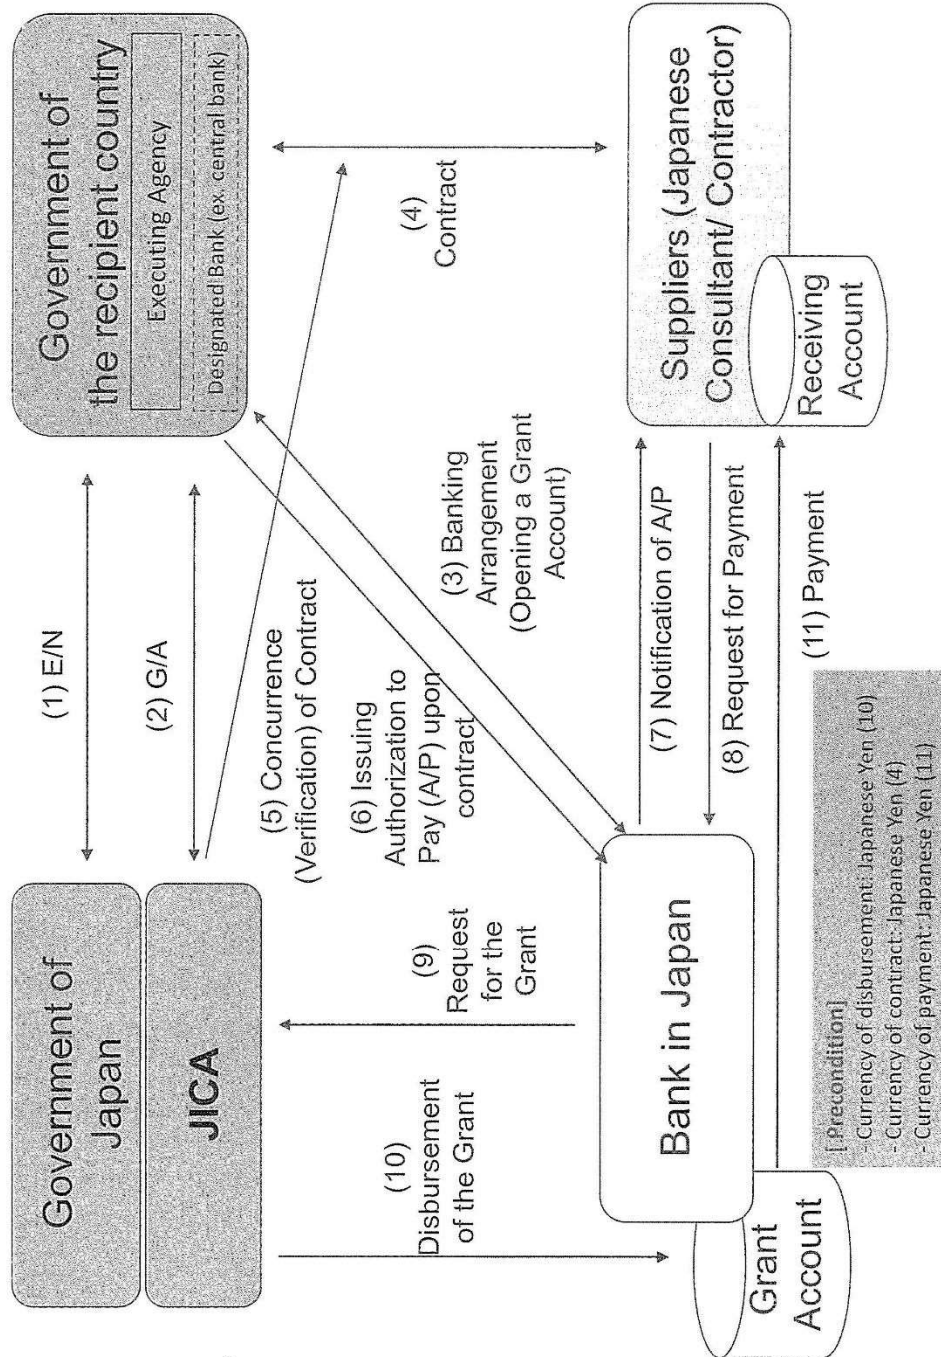 Government of
Japan
JICA
(1) E/N
(2) G/A
Government of
the recipient country
Executing Agency
Designated Bank (ex. central bank)
(5) Concurrence
(Verification) of Contract
(6) Issuing
Authorization to
Pay (A/P) upon
contract
(3) Banking
Arrangement
(Opening a Grant
Account)
(4)
Contract
(10)
Disbursement
of the Grant
(9)
Request
for the
Grant
Bank in Japan
Grant
Account
(7) Notification of A/P
(8) Request for Payment
(11) Payment
Suppliers (Japanese
Consultant/ Contractor)
Receiving
Account
[Precondition]
- Currency of disbursement: Japanese Yen (10)
- Currency of contract: Japanese Yen (4)
- Currency of payment: Japanese Yen (11)